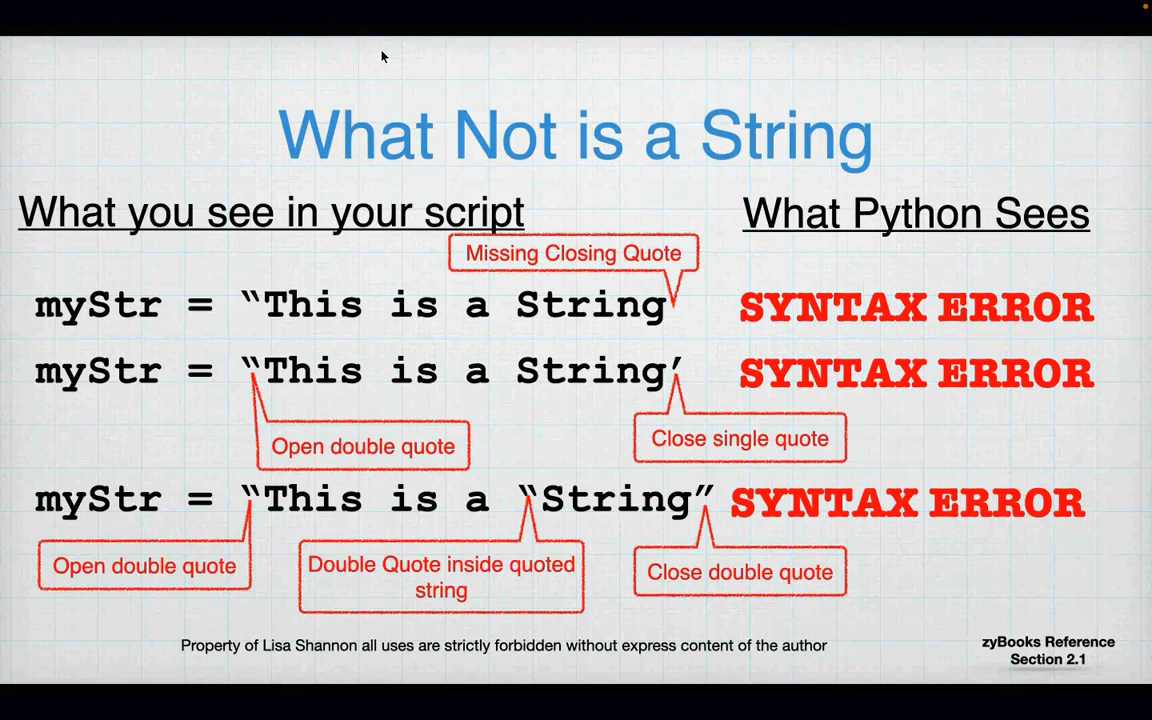 What Not is a String
What you see in your script
What Python Sees
Missing Closing Quote
myStr = “This is a String
SYNTAX ERROR
myStr = “This is a String’
SYNTAX ERROR
Open double quote
Close single quote
myStr = “This is a “String”
SYNTAX ERROR
Open double quote
Double Quote inside quoted
string
Close double quote
Property of Lisa Shannon all uses are strictly forbidden without express content of the author
zyBooks Reference
Section 2.1